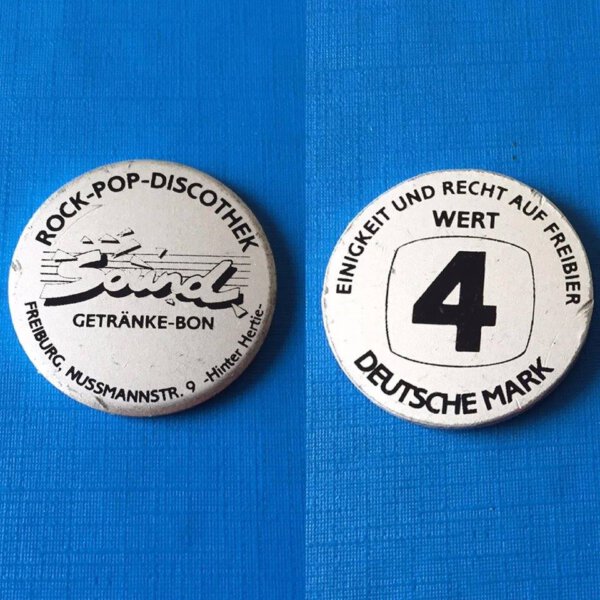 ROCK-POP-DISCOTHEK
Sound
GETRÄNKE-BON
FREIBURG, NUSSMANNSTR. 9 -Hinter Hertie-
EINIGKEIT UND RECHT AUF FREIBIER
WERT
4
DEUTSCHE MARK